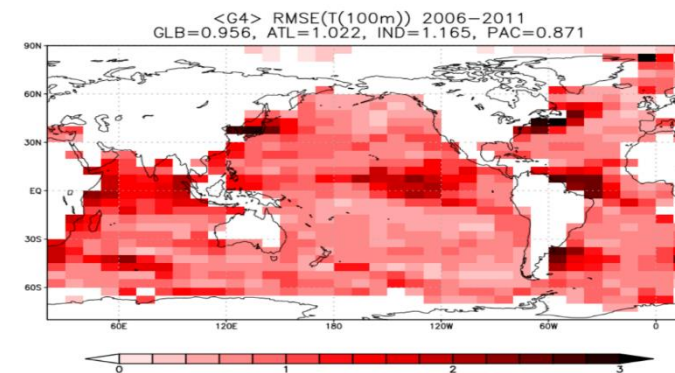 <G4> RMSE(T(100m)) 2006−2011
GLB=0.956, ATL=1.022, IND=1.165, PAC=0.871
90N
60N
30N
EQ
30S
60S
60E 120E 180 120W 60W 0
0 1 2 3